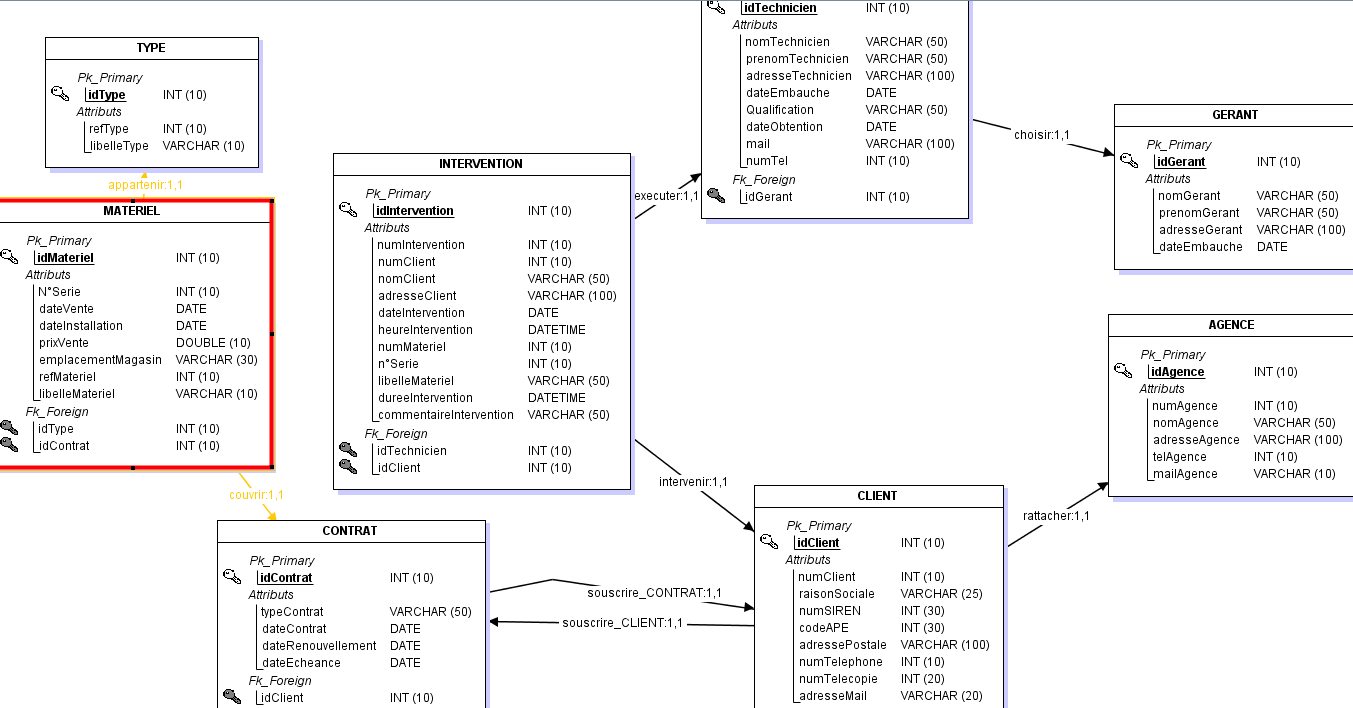 TYPE
Pk_Primary
idType INT (10)
Attributs
refType INT (10)
libelleType VARCHAR (10)
appartenir:1,1
MATERIEL
Pk_Primary
idMateriel INT (10)
Attributs
N°Serie INT (10)
dateVente DATE
dateInstallation DATE
prixVente DOUBLE (10)
emplacementMagasin VARCHAR (30)
refMateriel INT (10)
libelleMateriel VARCHAR (10)
Fk_Foreign
idType INT (10)
idContrat INT (10)
couvrir:1,1
CONTRAT
Pk_Primary
idContrat INT (10)
Attributs
typeContrat VARCHAR (50)
dateContrat DATE
dateRenouvellement DATE
dateEcheance DATE
Fk_Foreign
idClient INT (10)
INTERVENTION
Pk_Primary
idIntervention INT (10)
Attributs
numIntervention INT (10)
numClient INT (10)
nomClient VARCHAR (50)
adresseClient VARCHAR (100)
dateIntervention DATE
heureIntervention DATETIME
numMateriel INT (10)
n°Serie INT (10)
libelleMateriel VARCHAR (50)
dureeIntervention DATETIME
commentaireIntervention VARCHAR (50)
Fk_Foreign
idTechnicien INT (10)
idClient INT (10)
executer:1,1
intervenir:1,1
souscrire_CONTRAT:1,1
souscrire_CLIENT:1,1
idTechnicien INT (10)
Attributs
nomTechnicien VARCHAR (50)
prenomTechnicien VARCHAR (50)
adresseTechnicien VARCHAR (100)
dateEmbauche DATE
Qualification VARCHAR (50)
dateObtention DATE
mail VARCHAR (100)
numTel INT (10)
Fk_Foreign
idGerant INT (10)
choisir:1,1
CLIENT
Pk_Primary
idClient INT (10)
Attributs
numClient INT (10)
raisonSociale VARCHAR (25)
numSIREN INT (30)
codeAPE INT (30)
adressePostale VARCHAR (100)
numTelephone INT (10)
numTelecopie INT (20)
adresseMail VARCHAR (20)
rattacher:1,1
GERANT
Pk_Primary
idGerant INT (10)
Attributs
nomGerant VARCHAR (50)
prenomGerant VARCHAR (50)
adresseGerant VARCHAR (100)
dateEmbauche DATE
AGENCE
Pk_Primary
idAgence INT (10)
Attributs
numAgence INT (10)
nomAgence VARCHAR (50)
adresseAgence VARCHAR (100)
telAgence INT (10)
mailAgence VARCHAR (10)